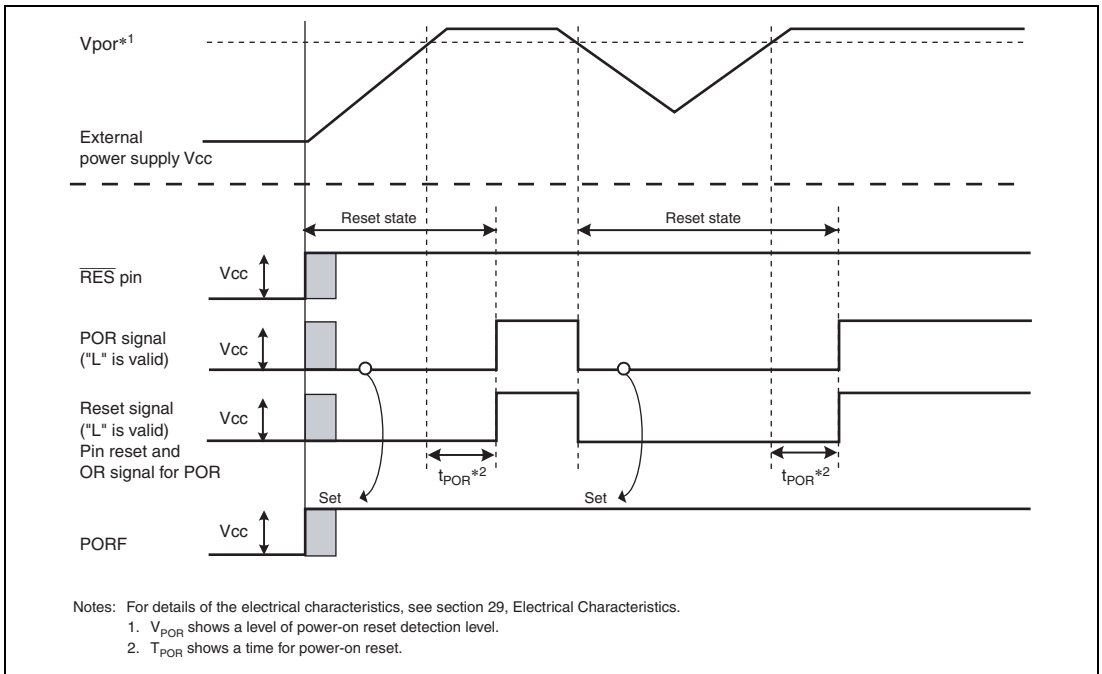 Vpor*1
External
power supply Vcc
Reset state
Reset state
RES pin
Vcc
POR signal
("L" is valid)
Vcc
Reset signal
("L" is valid)
Pin reset and
OR signal for POR
Vcc
tPOR*2
tPOR*2
Set
Set
PORF
Vcc
Notes: For details of the electrical characteristics, see section 29, Electrical Characteristics.
1. VPOR shows a level of power-on reset detection level.
2. TPOR shows a time for power-on reset.